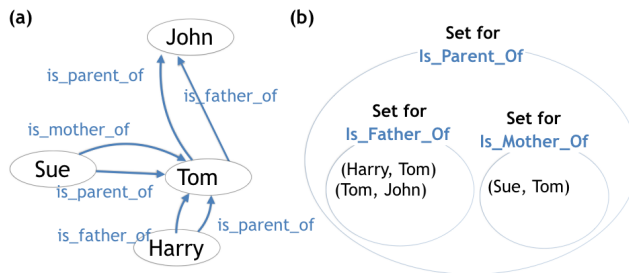 (a)
John
is_parent_of
is_father_of
is_mother_of
Sue
Tom
is_parent_of
is_father_of
is_parent_of
Harry
(b)
Set for
Is_Parent_Of
Set for
Is_Father_Of
(Harry, Tom)
(Tom, John)
Set for
Is_Mother_Of
(Sue, Tom)